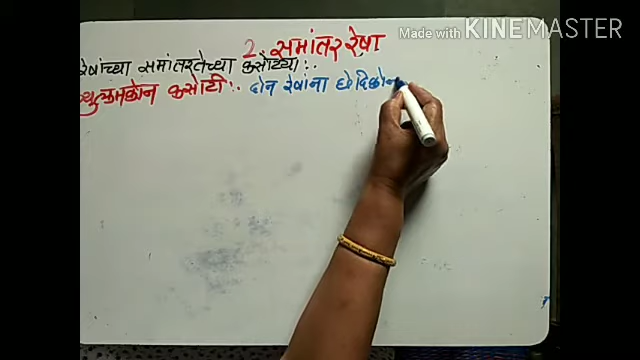 Made with KINEMASTER
2. समांतर रेषा
रेषांच्या समांतरतेच्या कसोट्या :-
व्युत्क्रमकोन कसोटी :- दोन रेषांना छेदिकेने